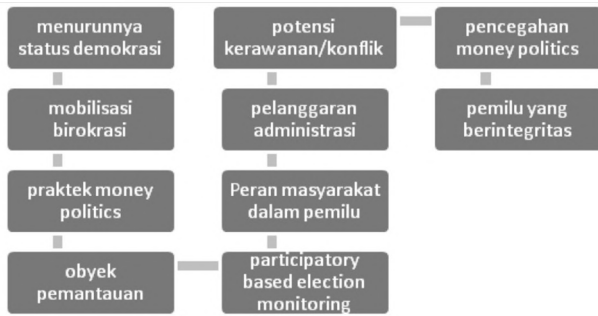 menurunnya
status demokrasi
mobilisasi
birokrasi
praktek money
politics
obyek
pemantauan
participatory
based election
monitoring
Peran masyarakat
dalam pemilu
pelanggaran
administrasi
potensi
kerawanan/konflik
pencegahan
money politics
pemilu yang
berintegritas